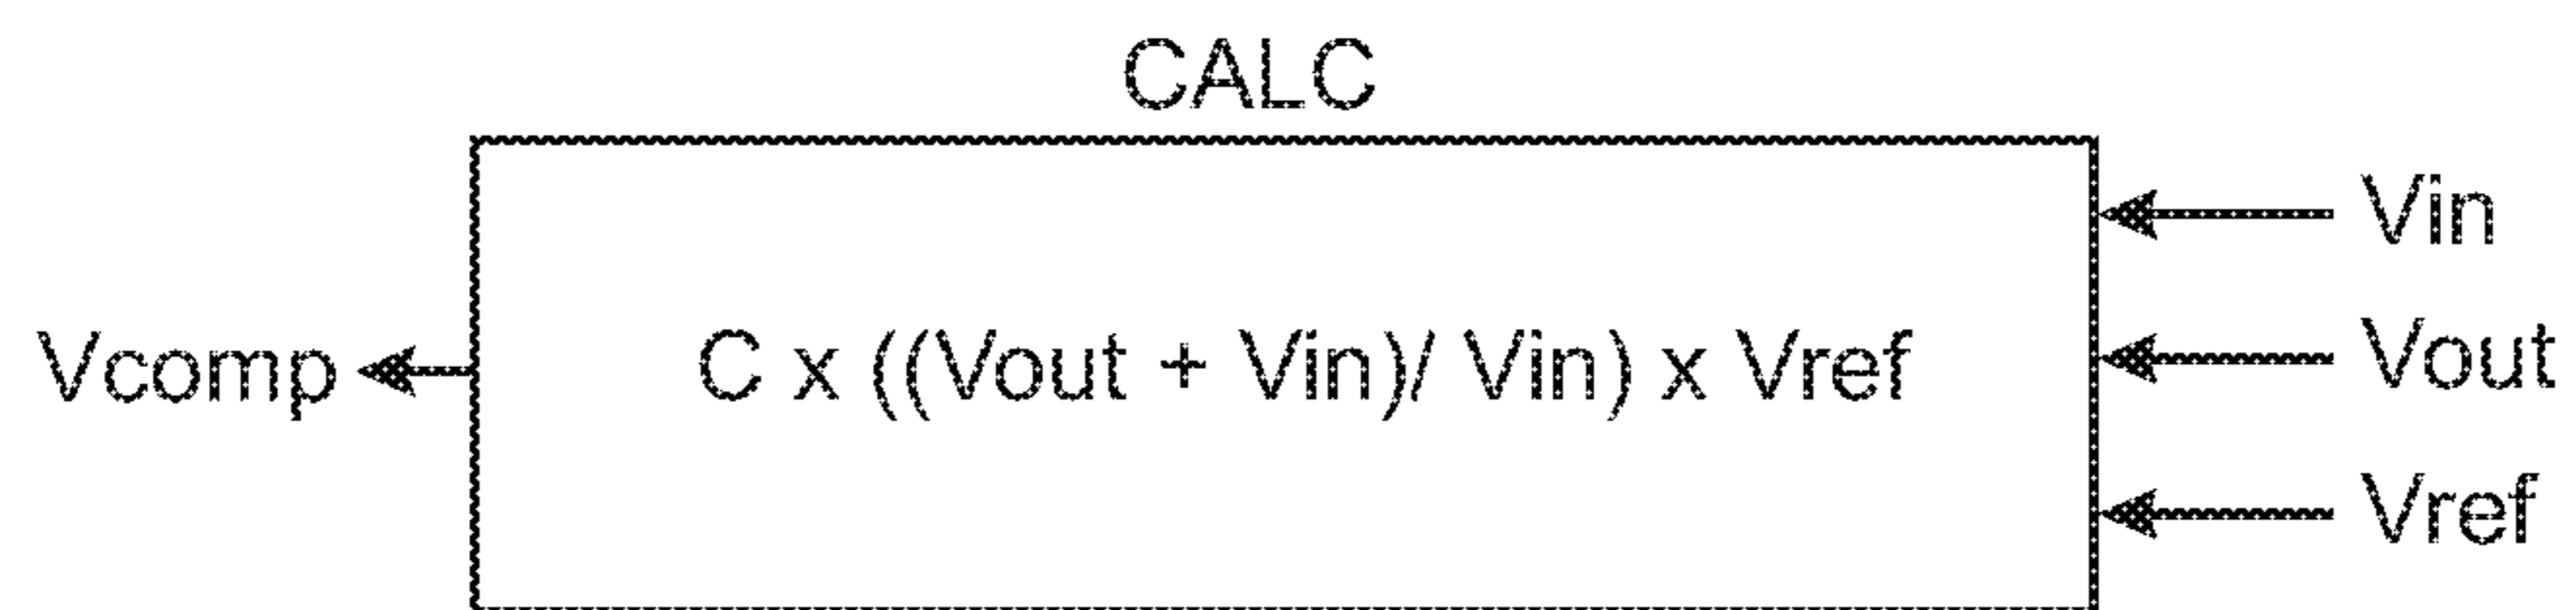 CALC
Vin
Vcomp
C x ((Vout + Vin)/ Vin) x Vref
Vout
Vref